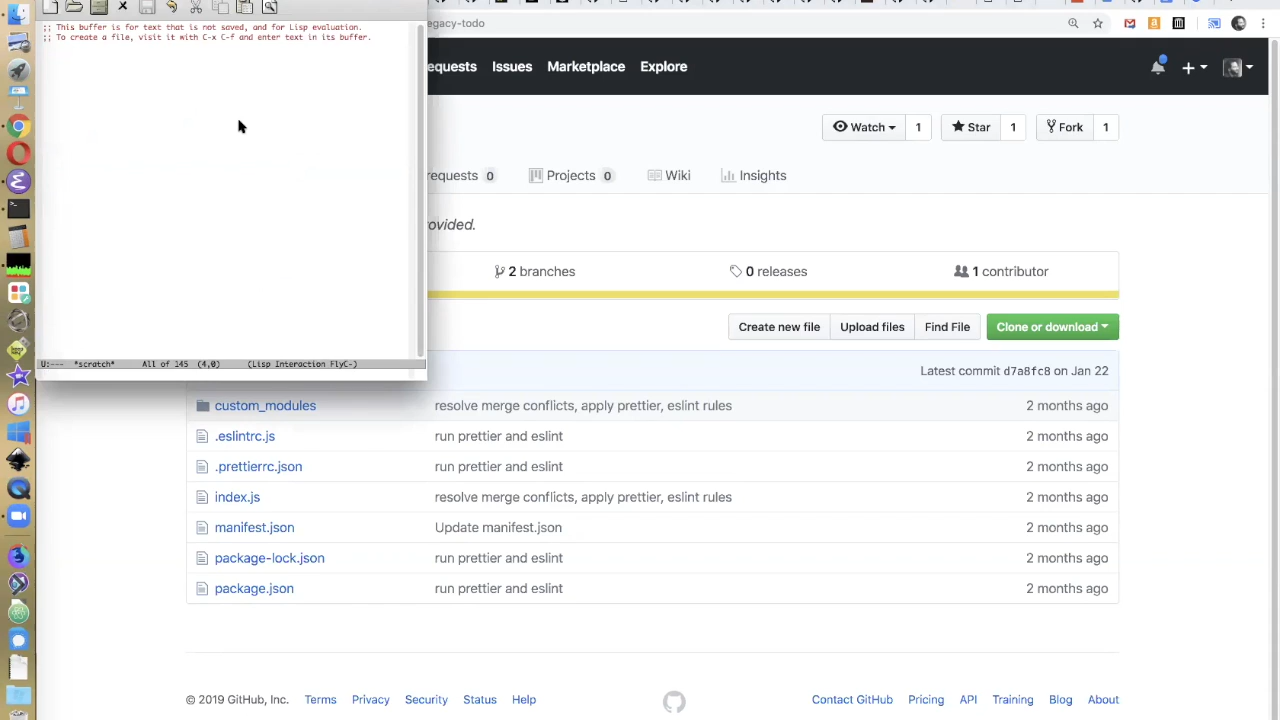 ;; This buffer is for text that is not saved, and for Lisp evaluation.
;; To create a file, visit it with C-x C-f and enter text in its buffer.
U:--- *scratch* All of 145 (4,0) (Lisp Interaction FlyC-)
egacy-todo
equests Issues Marketplace Explore
Watch 1 Star 1 Fork 1
requests 0 Projects 0 Wiki Insights
ovided.
2 branches 0 releases 1 contributor
Create new file Upload files Find File Clone or download
Latest commit d7a8fc8 on Jan 22
custom_modules resolve merge conflicts, apply prettier, eslint rules 2 months ago
.eslintrc.js run prettier and eslint 2 months ago
.prettierrc.json run prettier and eslint 2 months ago
index.js resolve merge conflicts, apply prettier, eslint rules 2 months ago
manifest.json Update manifest.json 2 months ago
package-lock.json run prettier and eslint 2 months ago
package.json run prettier and eslint 2 months ago
© 2019 GitHub, Inc. Terms Privacy Security Status Help Contact GitHub Pricing API Training Blog About